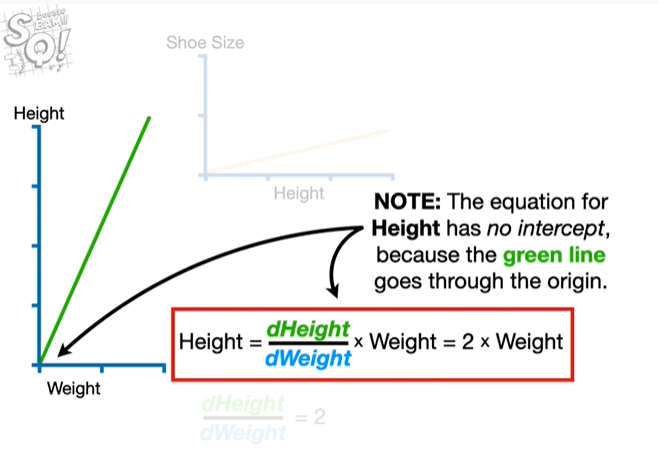 SQ!
Shoe Size
Height
Height
NOTE: The equation for
Height has no intercept,
because the green line
goes through the origin.
Height = dHeight/dWeight × Weight = 2 × Weight
Weight
dHeight/dWeight = 2